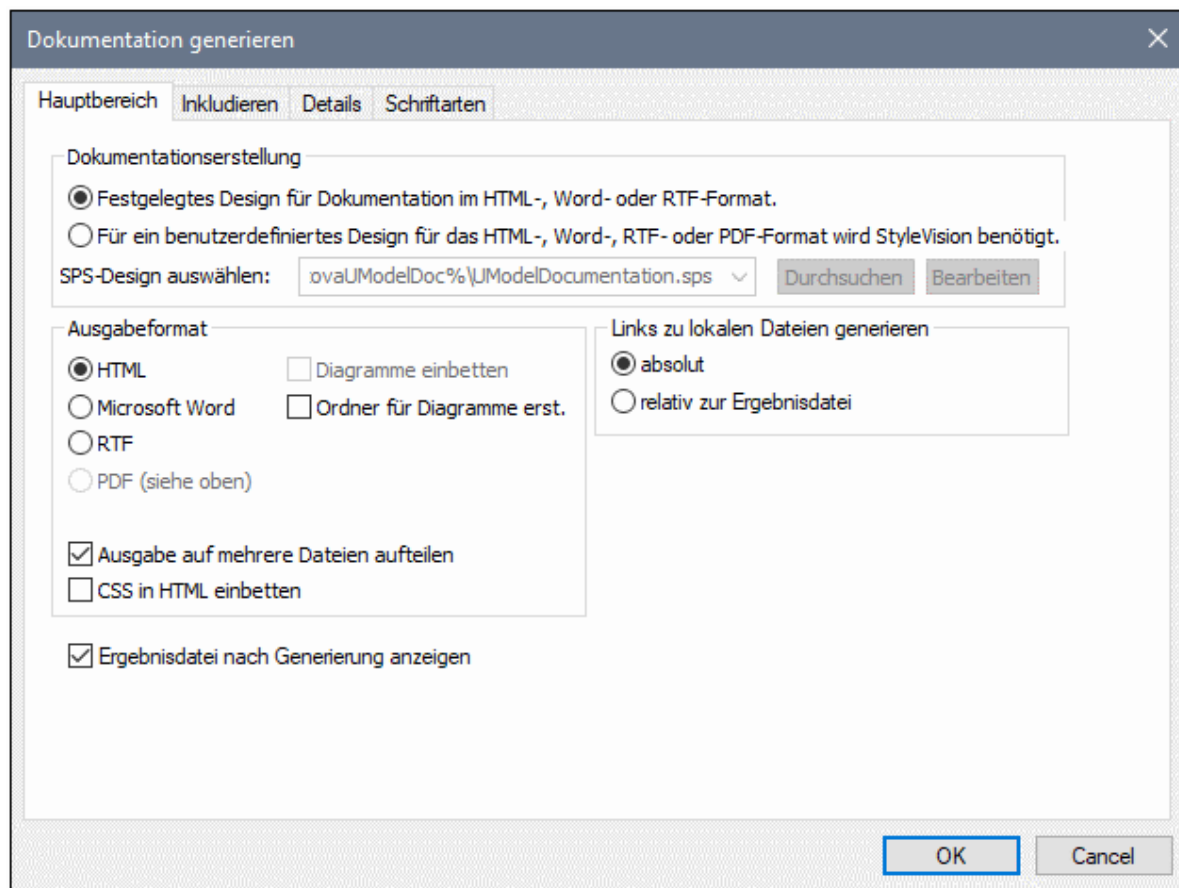 Dokumentation generieren
Hauptbereich Inkludieren Details Schriftarten
Dokumentationserstellung
Festgelegtes Design für Dokumentation im HTML-, Word- oder RTF-Format.
Für ein benutzerdefiniertes Design für das HTML-, Word-, RTF- oder PDF-Format wird StyleVision benötigt.
SPS-Design auswählen: ovaUModelDoc%\UModelDocumentation.sps Durchsuchen Bearbeiten
Ausgabeformat Links zu lokalen Dateien generieren
HTML Diagramme einbetten absolut
Microsoft Word Ordner für Diagramme erst. relativ zur Ergebnisdatei
RTF
PDF (siehe oben)
Ausgabe auf mehrere Dateien aufteilen
CSS in HTML einbetten
Ergebnisdatei nach Generierung anzeigen
OK Cancel